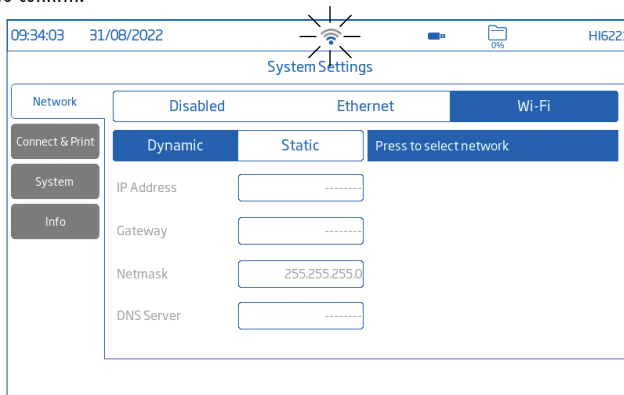 09:34:03 31/08/2022 0% HI622
System Settings
Network Disabled Ethernet Wi-Fi
Connect & Print Dynamic Static Press to select network
System IP Address --------
Info
Gateway --------
Netmask 255.255.255.0
DNS Server --------